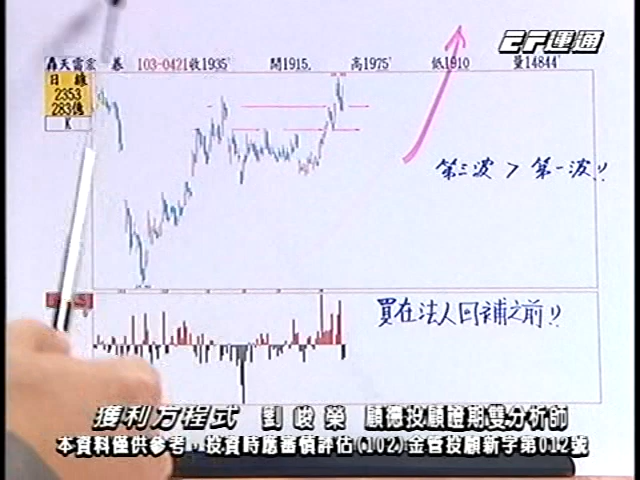 EF運通
天雷宏 碁 103-0421收1935' 開1915. 高1975' 低1910 量14844'
日 線
2353
283億
K
第三波 > 第一波!!
買在法人回補之前!!
獲利方程式 劉峻榮 顧德投顧證期雙分析師
本資料僅供參考，投資時應審慎評估(102)金管投顧新字第012號